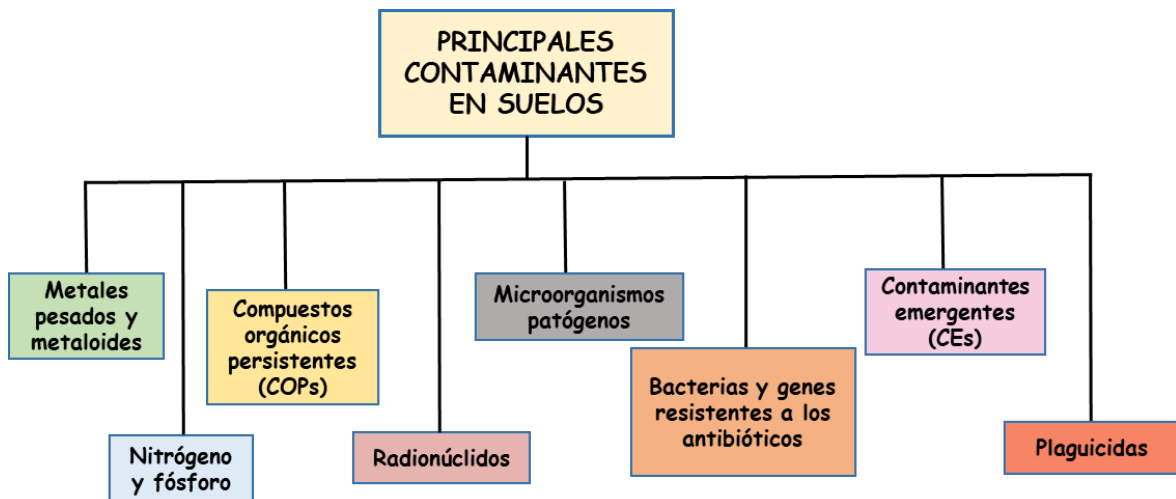 PRINCIPALES
CONTAMINANTES
EN SUELOS
Metales
pesados y
metaloides
Nitrógeno
y fósforo
Compuestos
orgánicos
persistentes
(COPs)
Radionúclidos
Microorganismos
patógenos
Bacterias y genes
resistentes a los
antibióticos
Contaminantes
emergentes
(CEs)
Plaguicidas